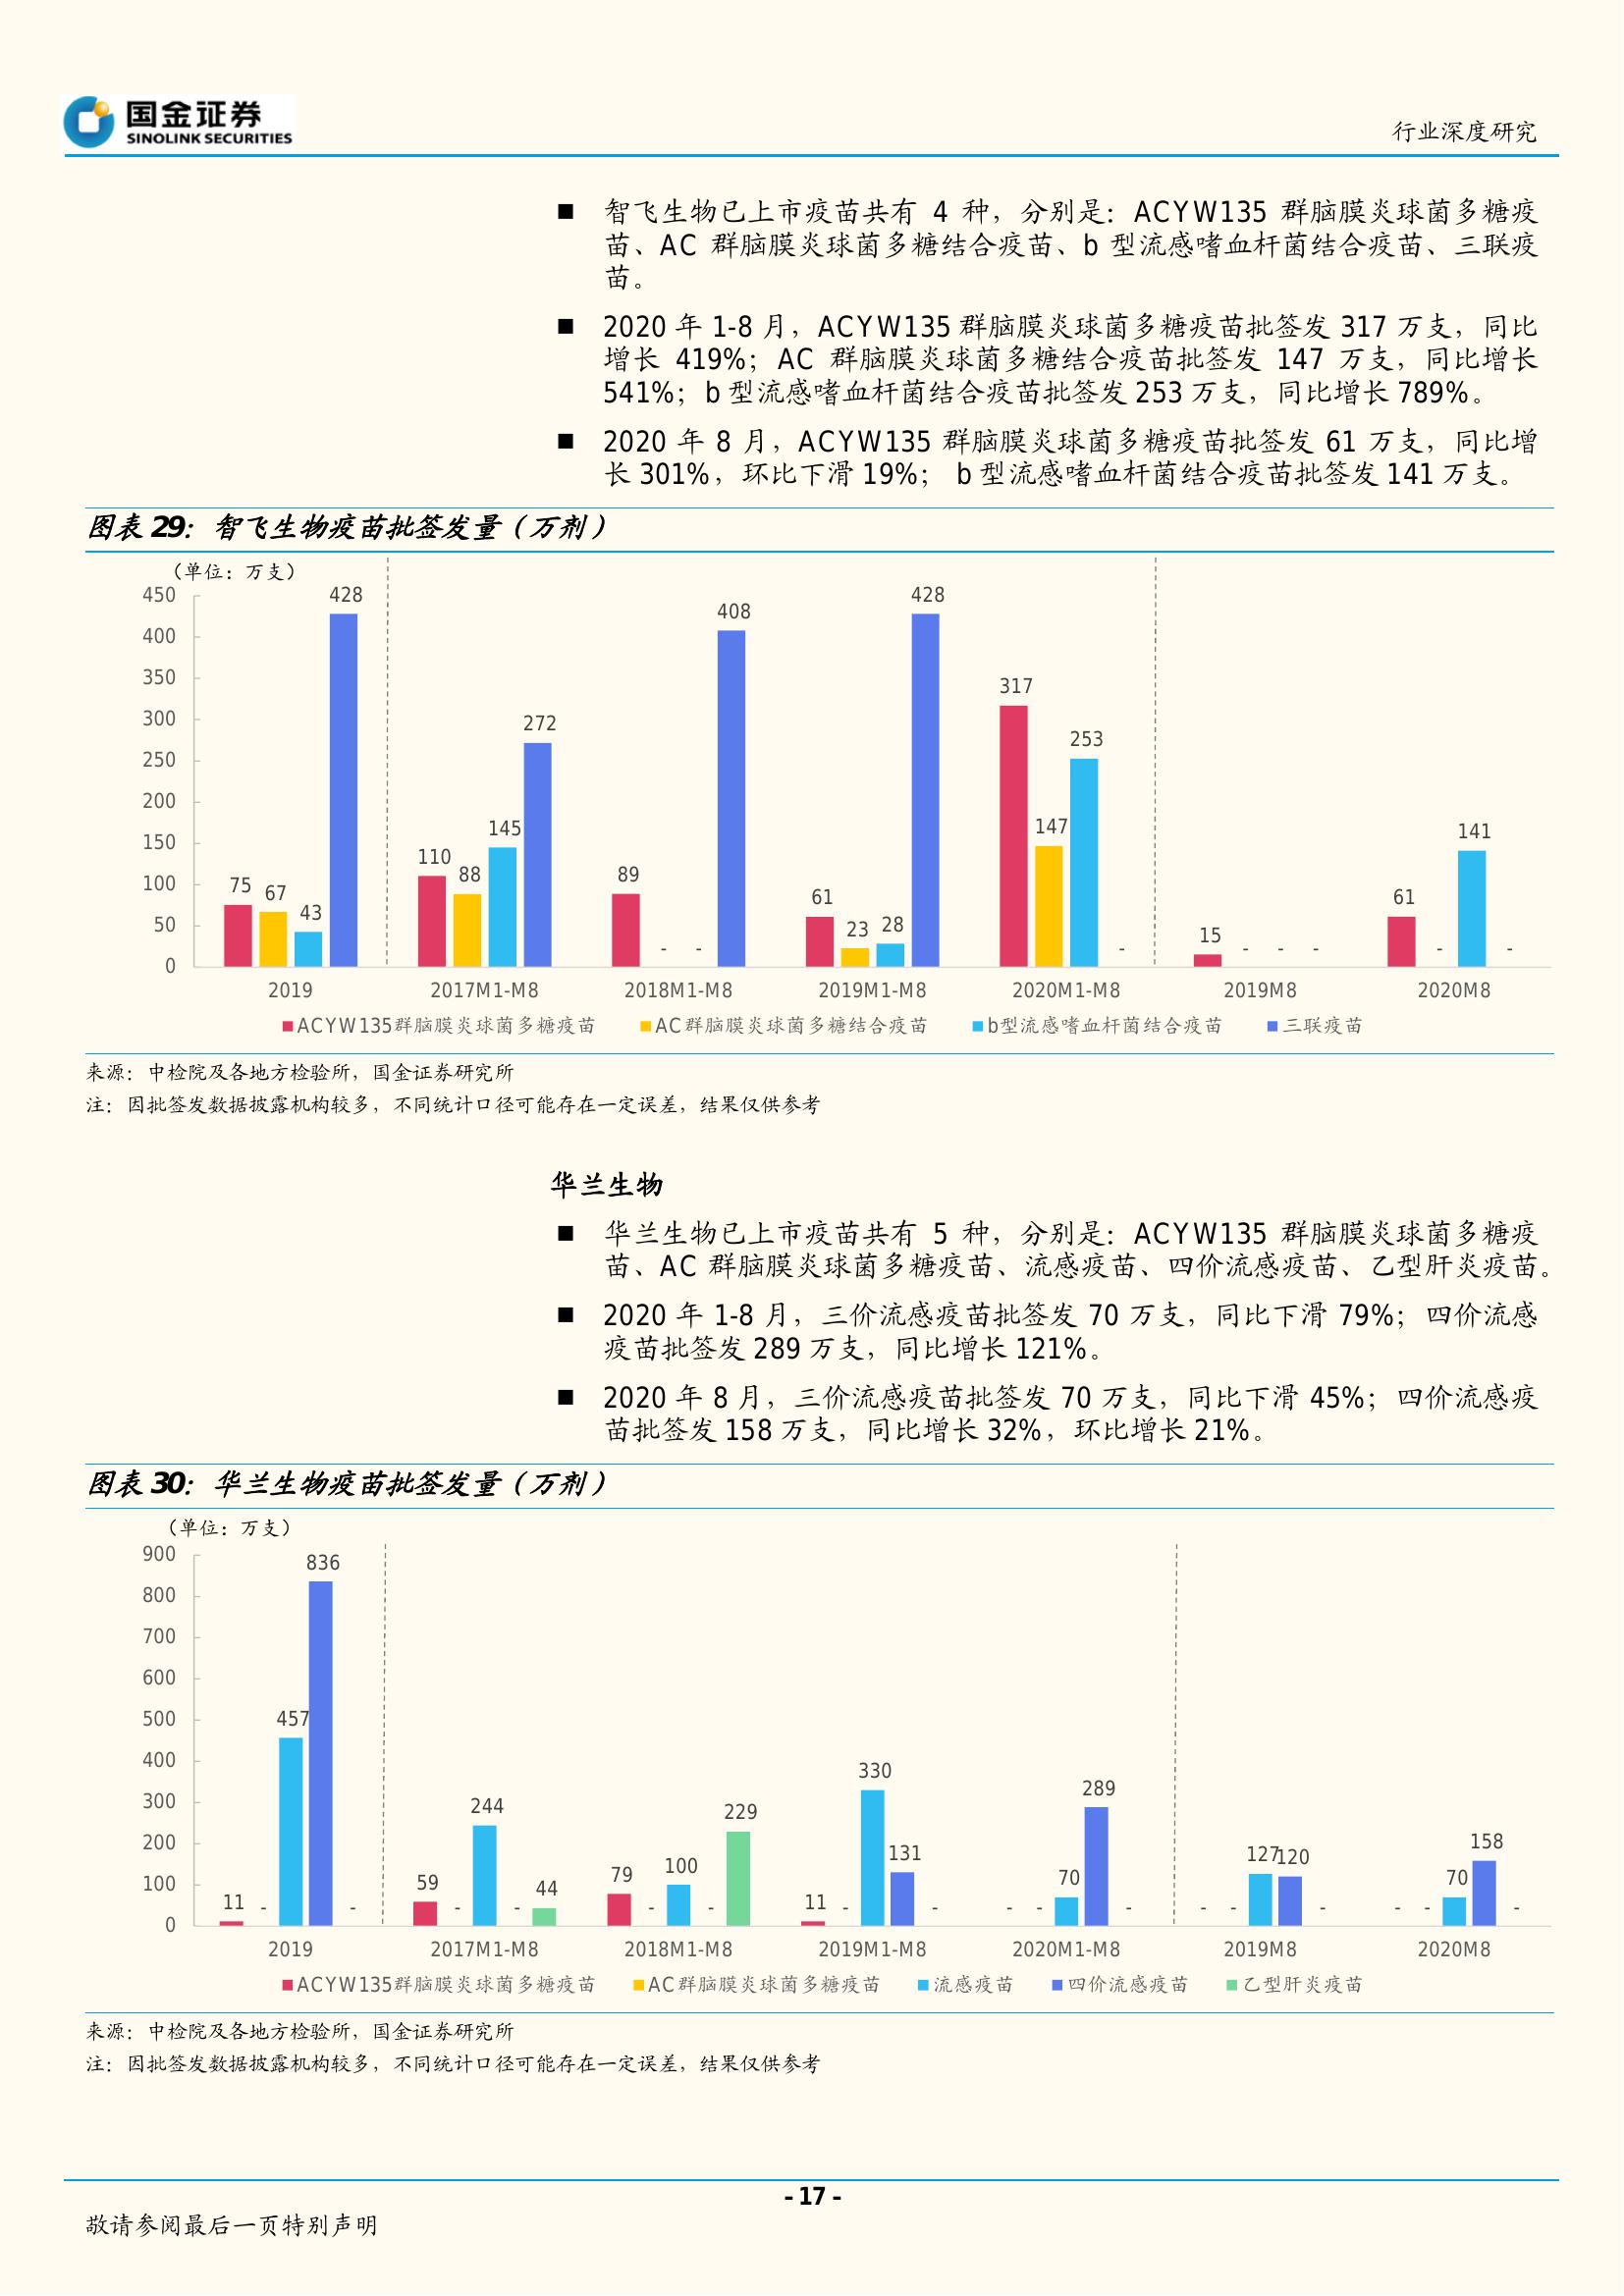 国金证券
SINOLINK SECURITIES
行业深度研究
■ 智飞生物已上市疫苗共有 4 种，分别是：ACYW135 群脑膜炎球菌多糖疫
苗、AC 群脑膜炎球菌多糖结合疫苗、b 型流感嗜血杆菌结合疫苗、三联疫
苗。
■ 2020 年 1-8 月，ACYW135 群脑膜炎球菌多糖疫苗批签发 317 万支，同比
增长 419%；AC 群脑膜炎球菌多糖结合疫苗批签发 147 万支，同比增长
541%；b 型流感嗜血杆菌结合疫苗批签发 253 万支，同比增长 789%。
■ 2020 年 8 月，ACYW135 群脑膜炎球菌多糖疫苗批签发 61 万支，同比增
长 301%，环比下滑 19%； b 型流感嗜血杆菌结合疫苗批签发 141 万支。
图表 29：智飞生物疫苗批签发量（万剂）
（单位：万支）
450
400
350
300
250
200
150
100
50
0
75 67 43 428
110 88 145 272
89 - - 408
61 23 28 428
317 147 253 -
15 - - -
61 - 141 -
2019 2017M1-M8 2018M1-M8 2019M1-M8 2020M1-M8 2019M8 2020M8
ACYW135群脑膜炎球菌多糖疫苗 AC群脑膜炎球菌多糖结合疫苗 b型流感嗜血杆菌结合疫苗 三联疫苗
来源：中检院及各地方检验所，国金证券研究所
注：因批签发数据披露机构较多，不同统计口径可能存在一定误差，结果仅供参考
华兰生物
■ 华兰生物已上市疫苗共有 5 种，分别是：ACYW135 群脑膜炎球菌多糖疫
苗、AC 群脑膜炎球菌多糖疫苗、流感疫苗、四价流感疫苗、乙型肝炎疫苗。
■ 2020 年 1-8 月，三价流感疫苗批签发 70 万支，同比下滑 79%；四价流感
疫苗批签发 289 万支，同比增长 121%。
■ 2020 年 8 月，三价流感疫苗批签发 70 万支，同比下滑 45%；四价流感疫
苗批签发 158 万支，同比增长 32%，环比增长 21%。
图表 30：华兰生物疫苗批签发量（万剂）
（单位：万支）
900
800
700
600
500
400
300
200
100
0
11 - 457 836 -
59 - 244 - 44
79 - 100 - 229
11 - 330 131 -
- - 70 289 -
- - 127 120 -
- - 70 158 -
2019 2017M1-M8 2018M1-M8 2019M1-M8 2020M1-M8 2019M8 2020M8
ACYW135群脑膜炎球菌多糖疫苗 AC群脑膜炎球菌多糖疫苗 流感疫苗 四价流感疫苗 乙型肝炎疫苗
来源：中检院及各地方检验所，国金证券研究所
注：因批签发数据披露机构较多，不同统计口径可能存在一定误差，结果仅供参考
- 17 -
敬请参阅最后一页特别声明